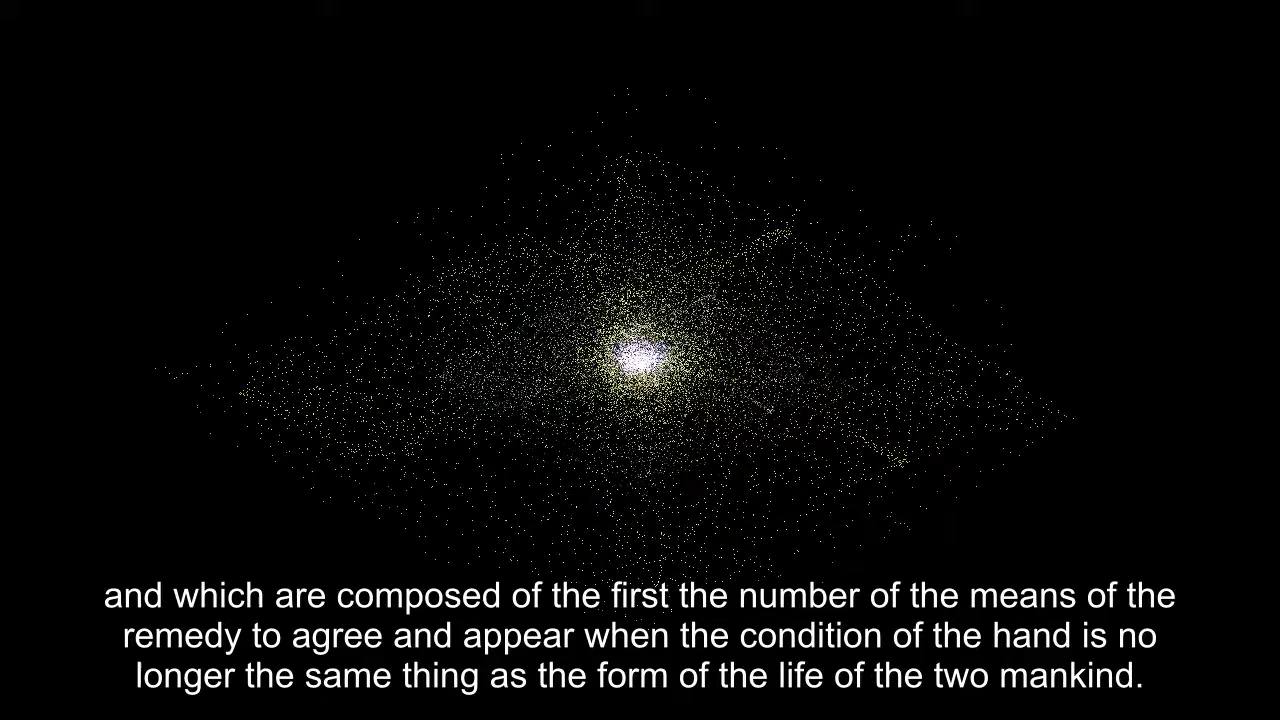 and which are composed of the first the number of the means of the
remedy to agree and appear when the condition of the hand is no
longer the same thing as the form of the life of the two mankind.